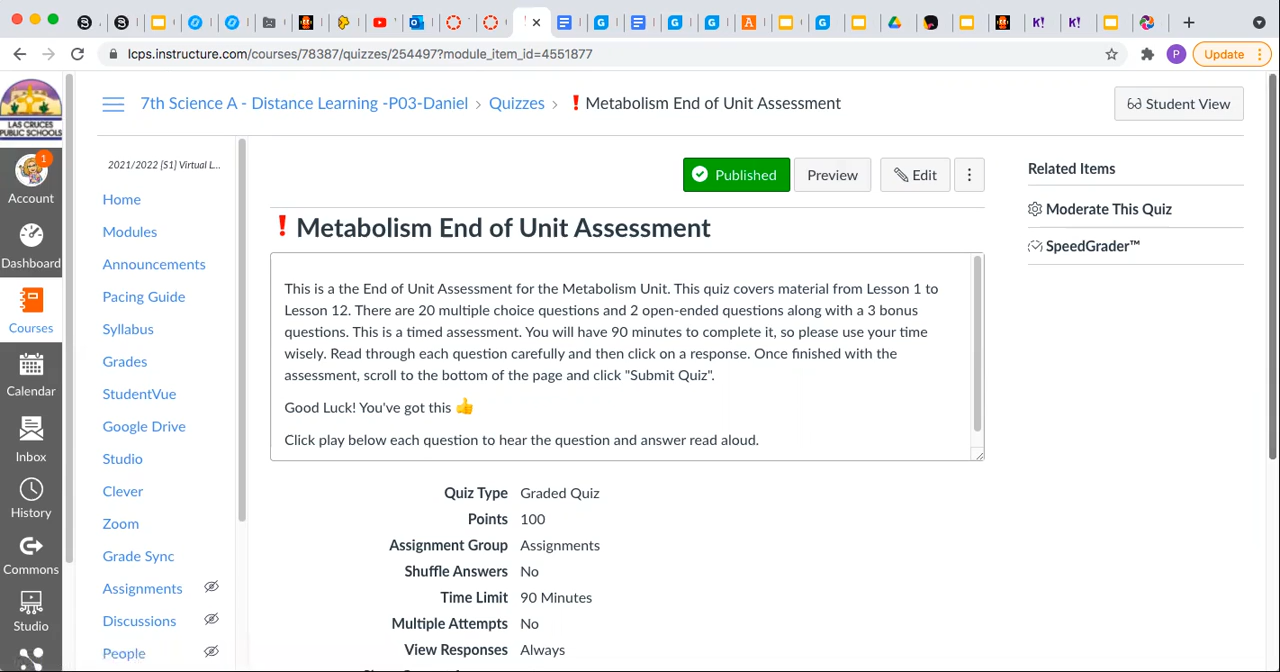 lcps.instructure.com/courses/78387/quizzes/254497?module_item_id=4551877
P
Update
LAS CRUCES
PUBLIC SCHOOLS
7th Science A - Distance Learning -P03-Daniel › Quizzes › ❗ Metabolism End of Unit Assessment
Student View
1
Account
Dashboard
Courses
Calendar
Inbox
History
Commons
Studio
2021/2022 [S1] Virtual L...
Home
Modules
Announcements
Pacing Guide
Syllabus
Grades
StudentVue
Google Drive
Studio
Clever
Zoom
Grade Sync
Assignments
Discussions
People
Published
Preview
Edit
❗ Metabolism End of Unit Assessment
This is a the End of Unit Assessment for the Metabolism Unit. This quiz covers material from Lesson 1 to
Lesson 12. There are 20 multiple choice questions and 2 open-ended questions along with a 3 bonus
questions. This is a timed assessment. You will have 90 minutes to complete it, so please use your time
wisely. Read through each question carefully and then click on a response. Once finished with the
assessment, scroll to the bottom of the page and click "Submit Quiz".
Good Luck! You've got this 👍
Click play below each question to hear the question and answer read aloud.
Quiz Type Graded Quiz
Points 100
Assignment Group Assignments
Shuffle Answers No
Time Limit 90 Minutes
Multiple Attempts No
View Responses Always
Related Items
Moderate This Quiz
SpeedGrader™